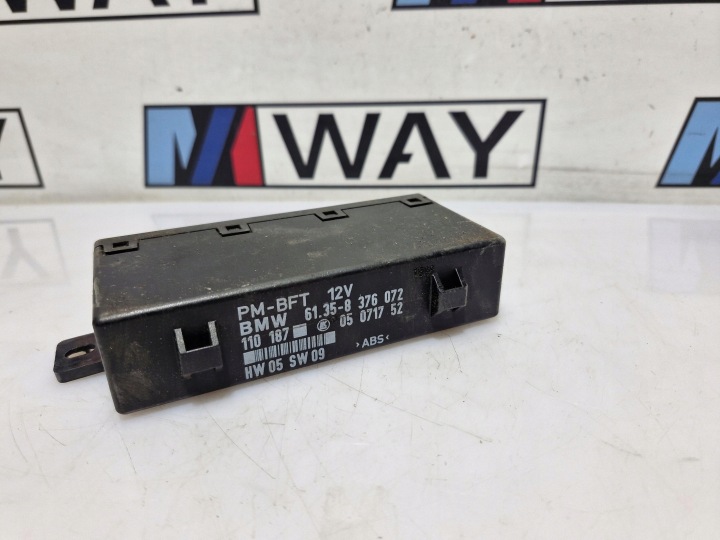 WAY
WAY
PM-BFT 12V
BMW 61.35-8 376 072
110 187 05 0717 52
HW 05 SW 09
>ABS<